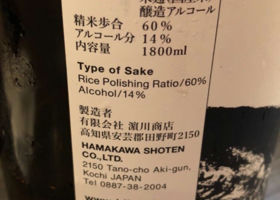 醸造アルコール
精米歩合 60%
アルコール分 14%
内容量 1800ml
Type of Sake
Rice Polishing Ratio/60%
Alcohol/14%
製造者
有限会社 濵川商店
高知県安芸郡田野町2150
HAMAKAWA SHOTEN
CO.,LTD.
2150 Tano-cho Aki-gun,
Kochi JAPAN
Tel 0887-38-2004